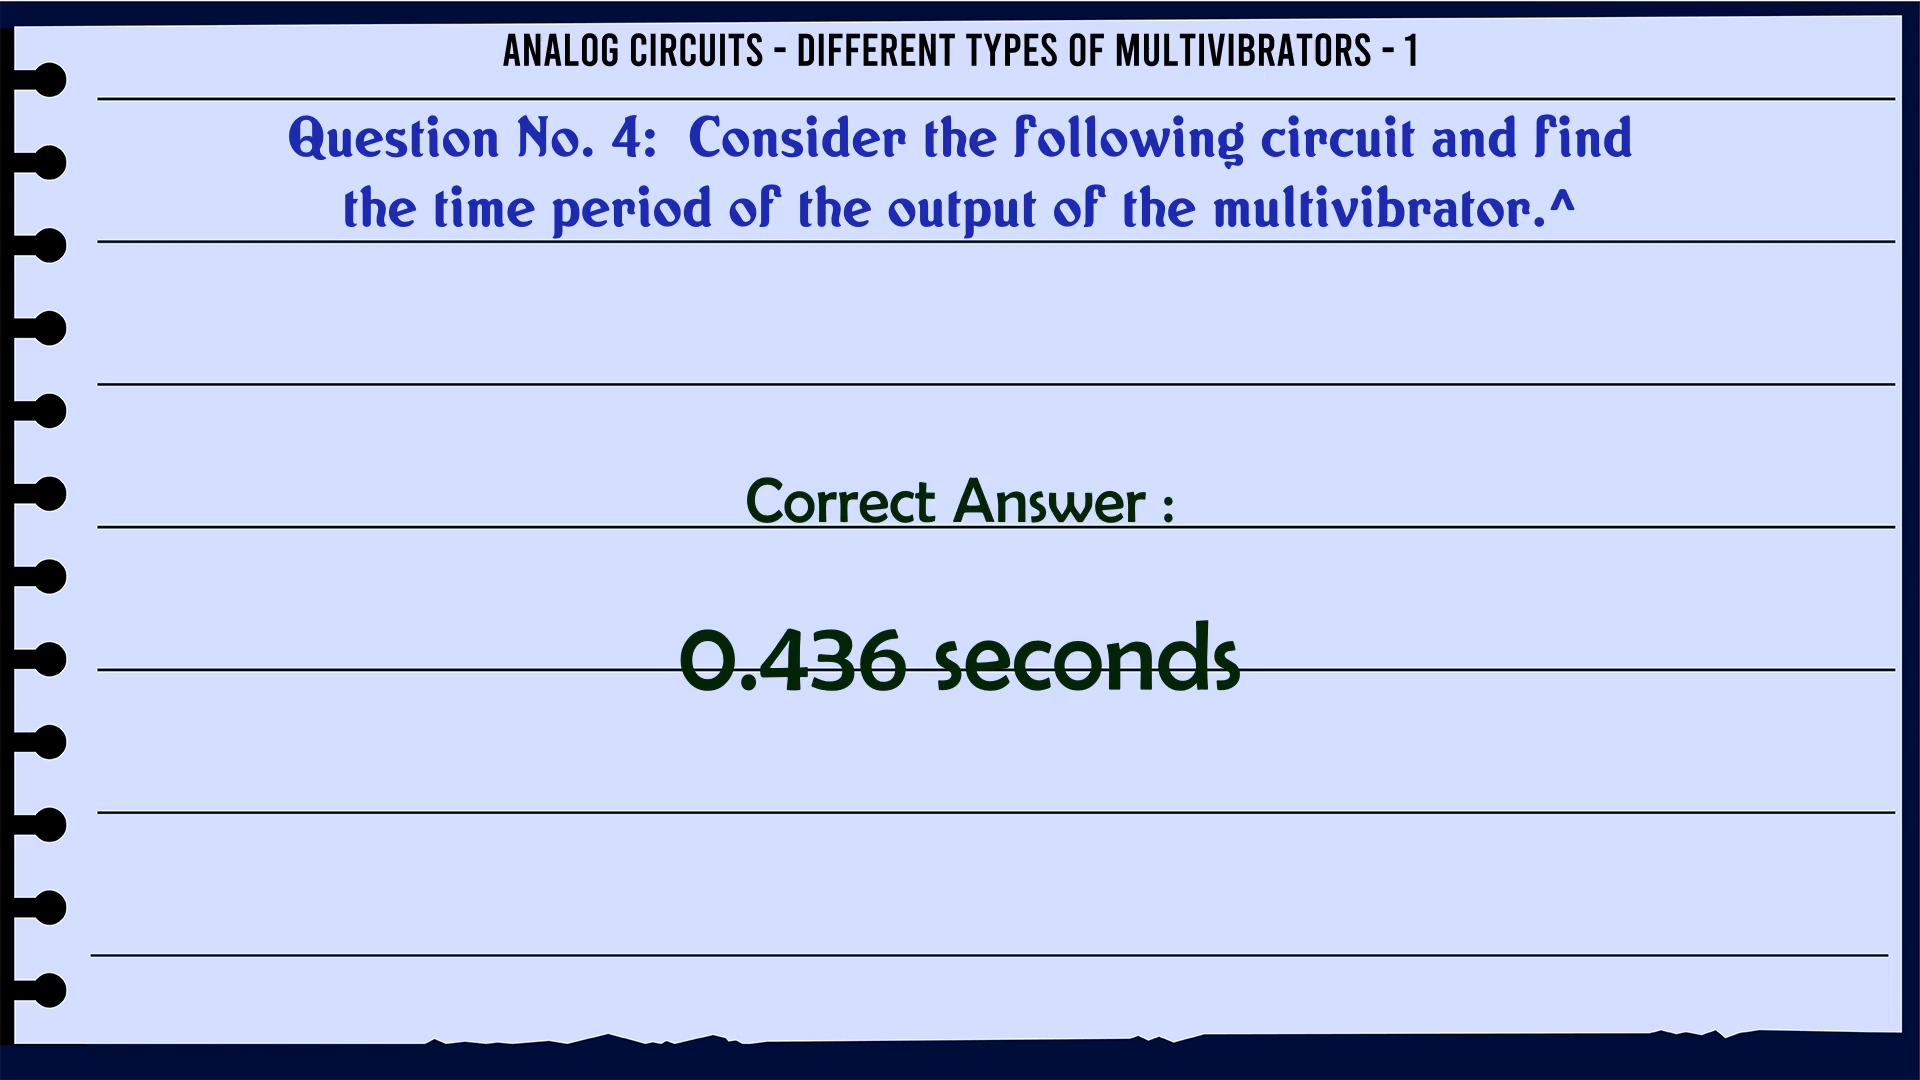 ANALOG CIRCUITS - DIFFERENT TYPES OF MULTIVIBRATORS - 1
Question No. 4: Consider the following circuit and find
the time period of the output of the multivibrator.^
Correct Answer :
0.436 seconds